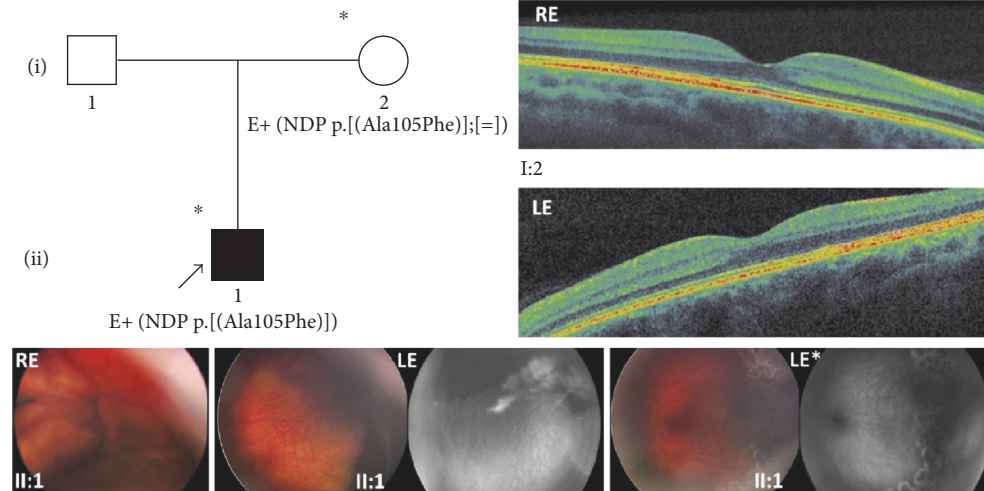 *
(i)
1
2
E+ (NDP p.[(Ala105Phe)];[=])
*
(ii)
1
E+ (NDP p.[(Ala105Phe)])
RE
I:2
LE
RE
II:1
LE
II:1
LE*
II:1